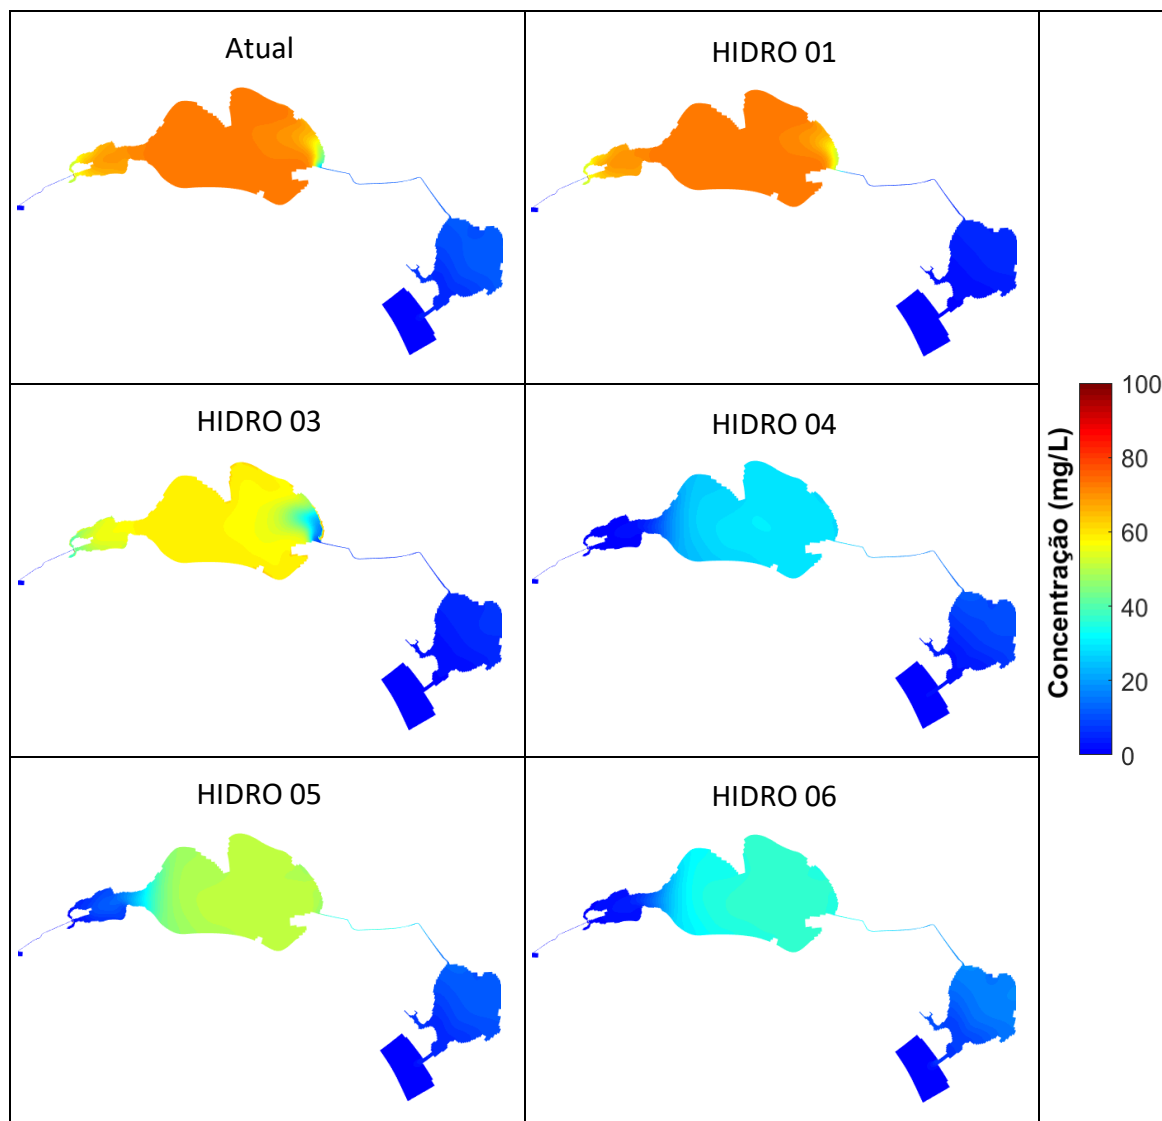 Atual
HIDRO 01
HIDRO 03
HIDRO 04
HIDRO 05
HIDRO 06
Concentração (mg/L)
100
80
60
40
20
0